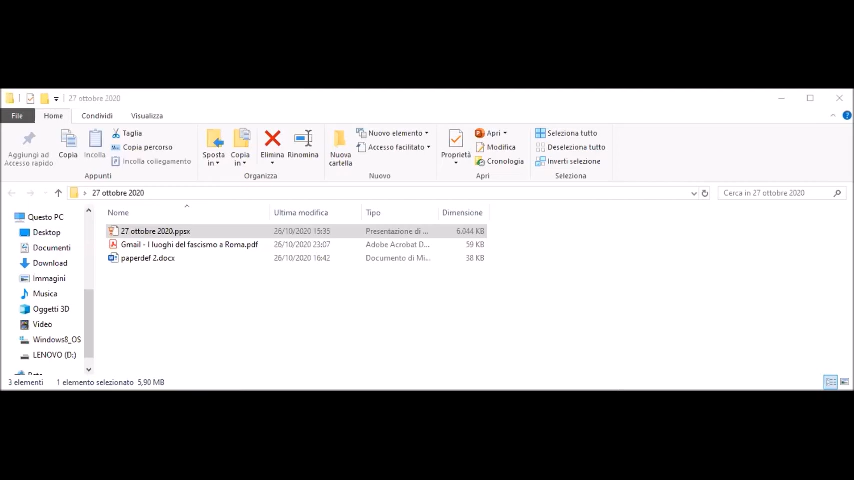 27 ottobre 2020
File Home Condividi Visualizza
Aggiungi ad Accesso rapido
Copia
Incolla
Taglia
Copia percorso
Incolla collegamento
Appunti
Sposta in
Copia in
Elimina
Rinomina
Organizza
Nuova cartella
Nuovo elemento
Accesso facilitato
Nuovo
Proprietà
Apri
Modifica
Cronologia
Apri
Seleziona tutto
Deseleziona tutto
Inverti selezione
Selezione
27 ottobre 2020
Cerca in 27 ottobre 2020
Questo PC
Desktop
Documenti
Download
Immagini
Musica
Oggetti 3D
Video
Windows8_OS
LENOVO (D:)
Nome Ultima modifica Tipo Dimensione
27 ottobre 2020.ppsx 26/10/2020 15:35 Presentazione di ... 6.044 KB
Gmail - I luoghi del fascismo a Roma.pdf 26/10/2020 23:07 Adobe Acrobat D... 59 KB
paperdef 2.docx 26/10/2020 16:42 Documento di Mi... 38 KB
3 elementi 1 elemento selezionato 5,90 MB